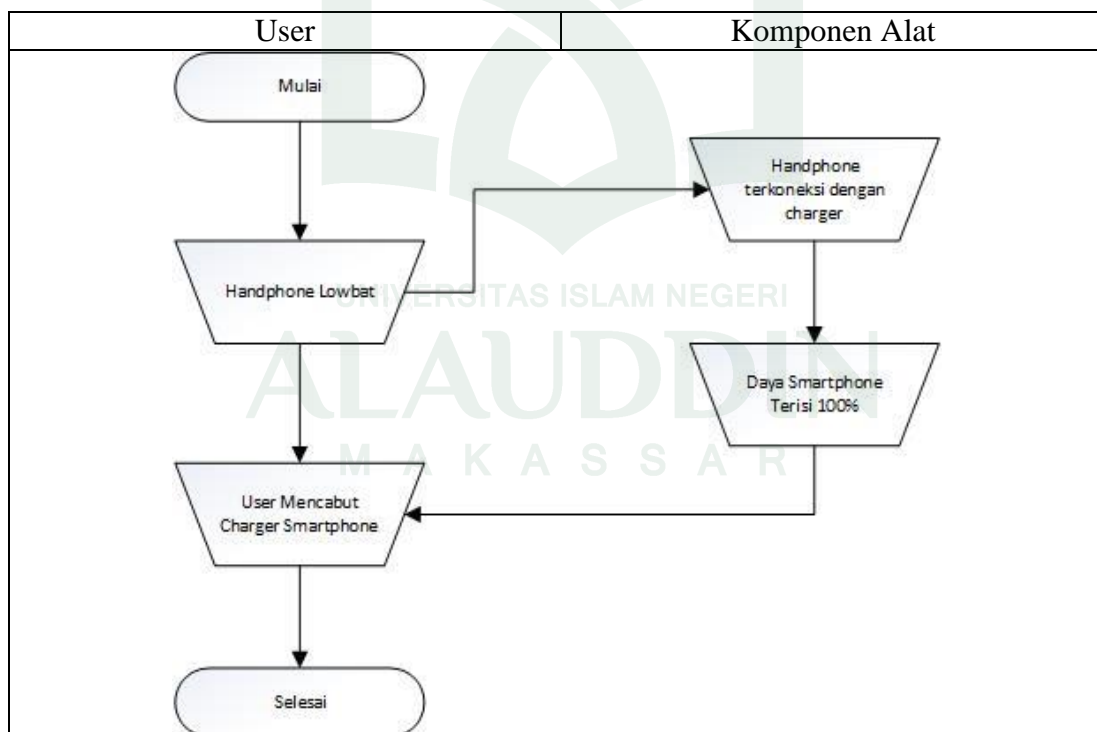 User
Komponen Alat
Mulai
Handphone
terkoneksi dengan
charger
Handphone Lowbat
UNIVERSITAS ISLAM NEGERI
ALAUDDIN
MAKASSAR
Daya Smartphone
Terisi 100%
User Mencabut
Charger Smartphone
Selesai